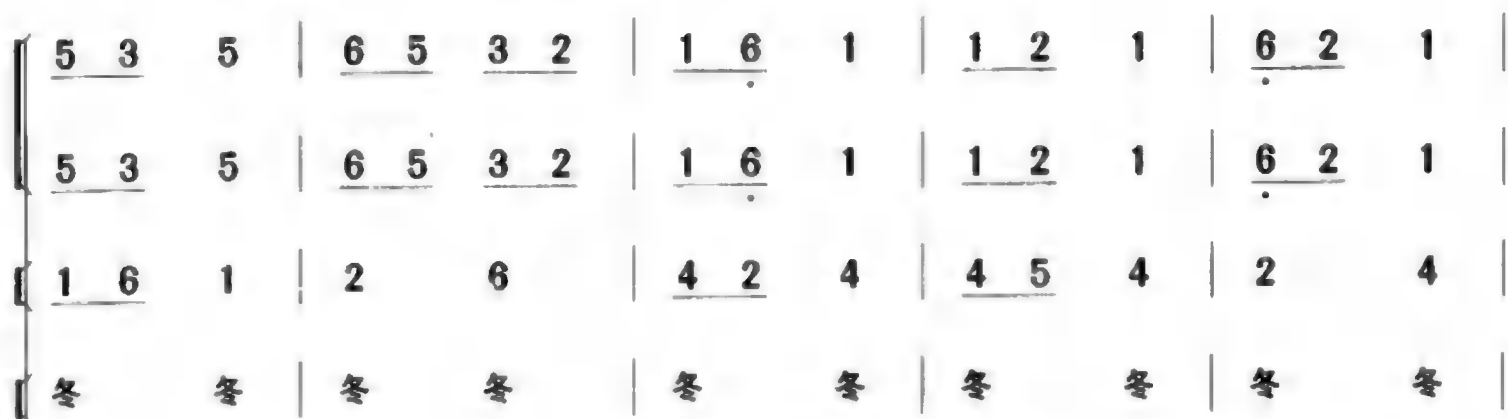 5 3 5 | 6 5 3 2 | 1 6̣ 1 | 1 2 1 | 6̣ 2 1 |
5 3 5 | 6 5 3 2 | 1 6̣ 1 | 1 2 1 | 6̣ 2 1 |
1 6 1 | 2 6 | 4 2 4 | 4 5 4 | 2 4 |
冬 冬 | 冬 冬 | 冬 冬 | 冬 冬 | 冬 冬 |